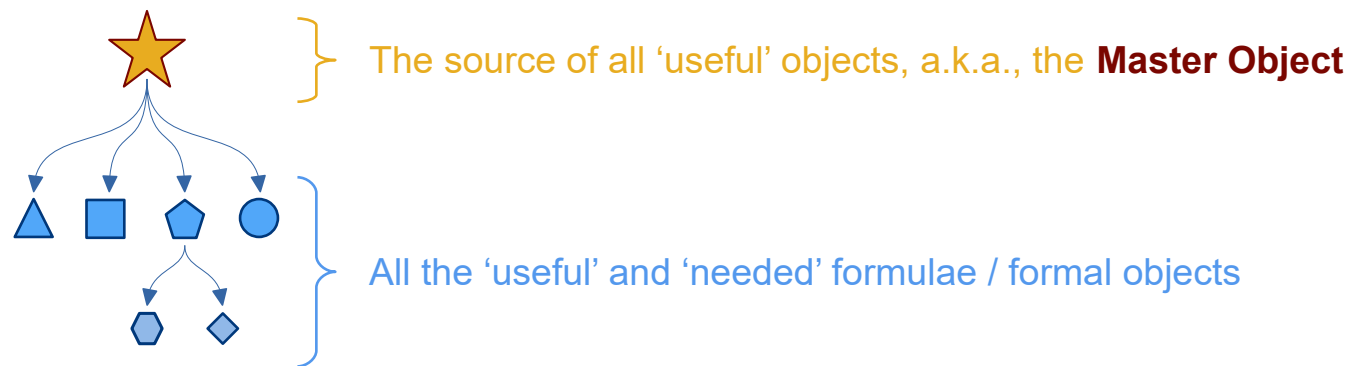 The source of all ‘useful’ objects, a.k.a., the Master Object
All the ‘useful’ and ‘needed’ formulae / formal objects